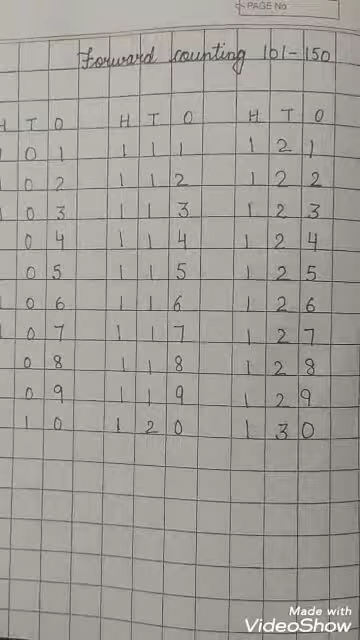 PAGE No
Forward counting 101-150
H T O H T O H T O
0 1 1 1 1 1 2 1
0 2 1 1 2 1 2 2
0 3 1 1 3 1 2 3
0 4 1 1 4 1 2 4
0 5 1 1 5 1 2 5
0 6 1 1 6 1 2 6
0 7 1 1 7 1 2 7
0 8 1 1 8 1 2 8
0 9 1 1 9 1 2 9
1 0 1 2 0 1 3 0
Made with
VideoShow